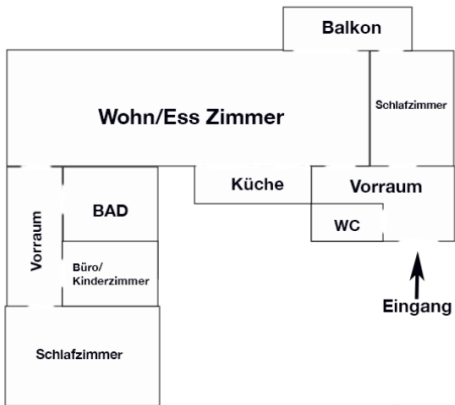 Balkon
Wohn/Ess Zimmer
Schlafzimmer
Küche
Vorraum
WC
Eingang
Vorraum
BAD
Büro/
Kinderzimmer
Schlafzimmer